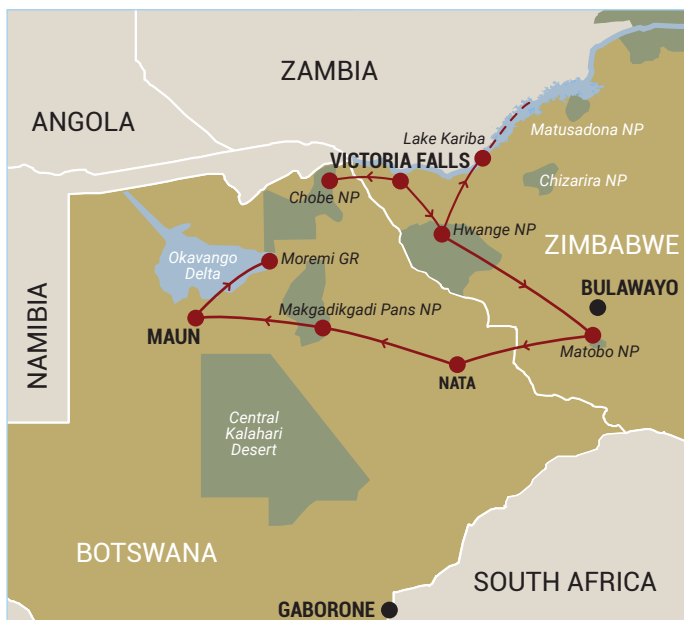 ZAMBIA
ANGOLA
Lake Kariba
Matusadona NP
VICTORIA FALLS
Chizarira NP
Chobe NP
Hwange NP
ZIMBABWE
Okavango
Delta
Moremi GR
NAMIBIA
Makgadikgadi Pans NP
BULAWAYO
MAUN
Matobo NP
NATA
Central
Kalahari
Desert
BOTSWANA
SOUTH AFRICA
GABORONE